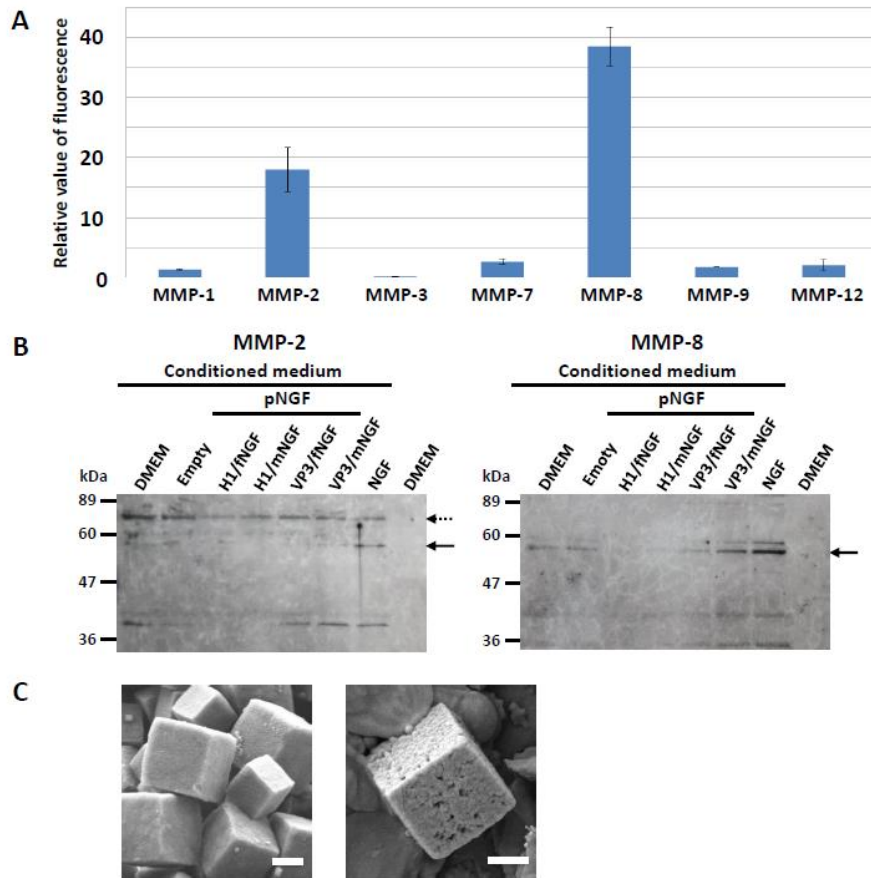 A
Relative value of fluorescence
40
30
20
10
0
MMP-1 MMP-2 MMP-3 MMP-7 MMP-8 MMP-9 MMP-12
B
MMP-2
Conditioned medium
pNGF
DMEM Empty H1/fNGF H1/mNGF VP3/fNGF VP3/mNGF NGF DMEM
kDa
89
60
47
36
MMP-8
Conditioned medium
pNGF
DMEM Emoty H1/fNGF H1/mNGF VP3/fNGF VP3/mNGF NGF DMEM
kDa
89
60
47
36
C